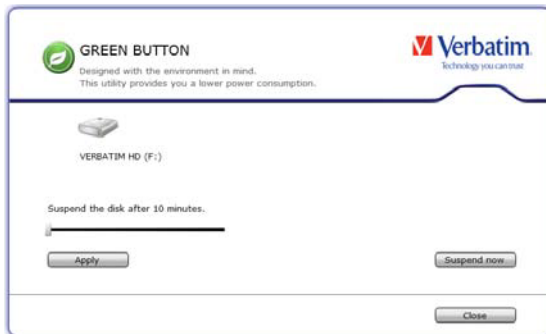 GREEN BUTTON
Designed with the environment in mind.
This utility provides you a lower power consumption.
Verbatim.
Technology you can trust
VERBATIM HD (F:)
Suspend the disk after 10 minutes.
Apply
Suspend now
Close